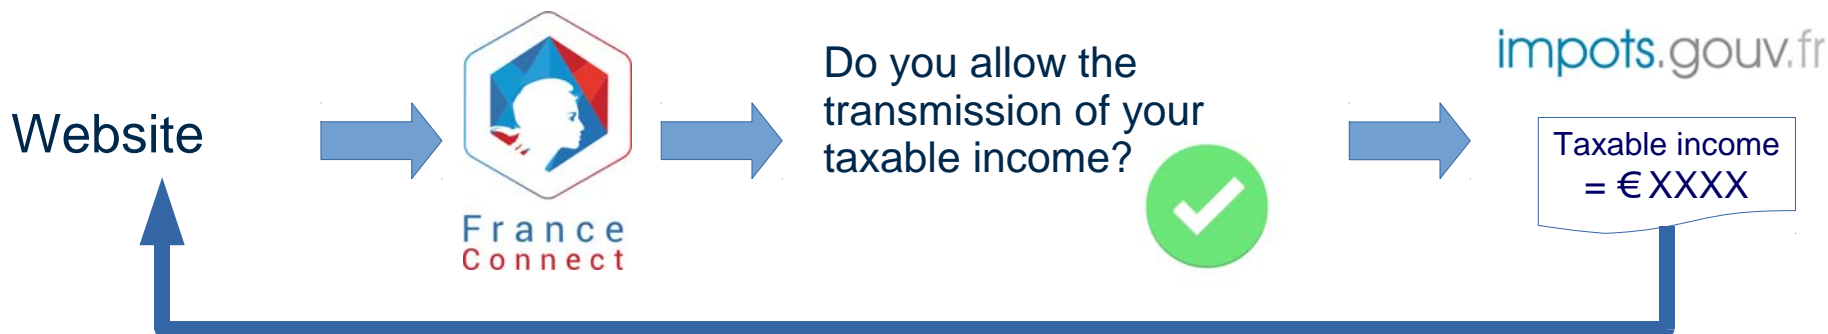 Website
France
Connect
Do you allow the
transmission of your
taxable income?
impots.gouv.fr
Taxable income
= € XXXX